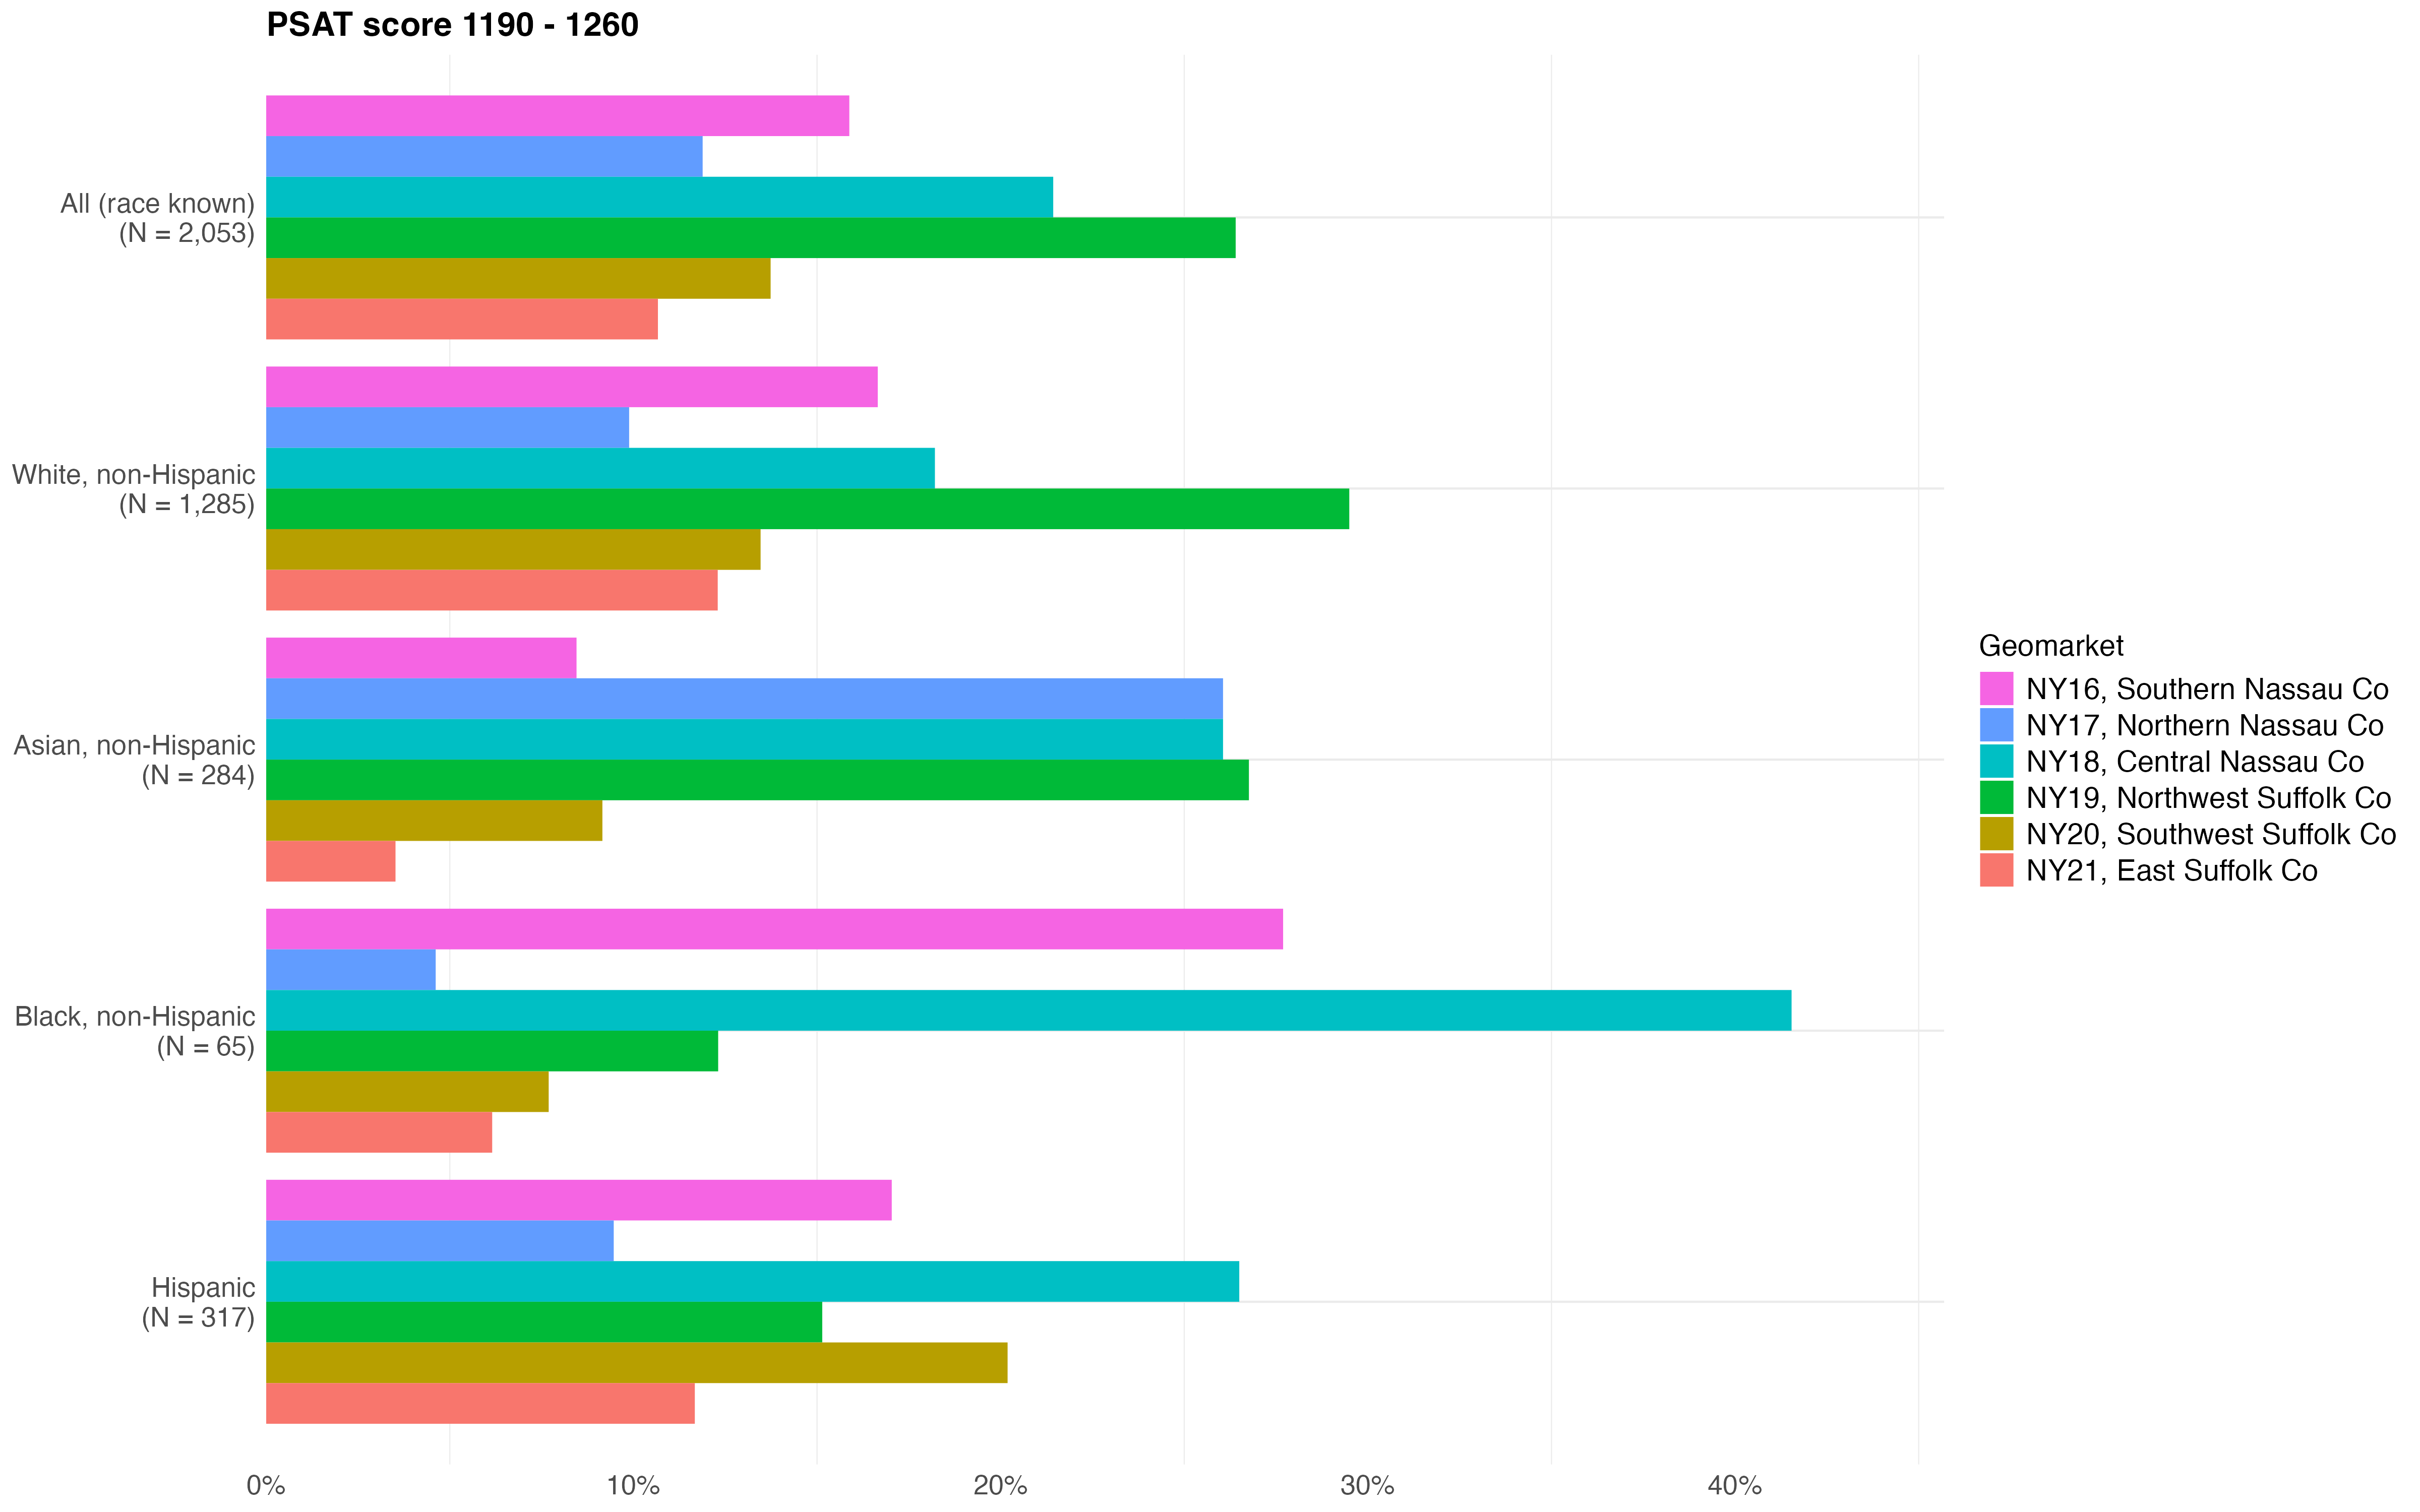 PSAT score 1190 - 1260
All (race known)
(N = 2,053)
White, non-Hispanic
(N = 1,285)
Asian, non-Hispanic
(N = 284)
Black, non-Hispanic
(N = 65)
Hispanic
(N = 317)
0% 10% 20% 30% 40%
Geomarket
NY16, Southern Nassau Co
NY17, Northern Nassau Co
NY18, Central Nassau Co
NY19, Northwest Suffolk Co
NY20, Southwest Suffolk Co
NY21, East Suffolk Co